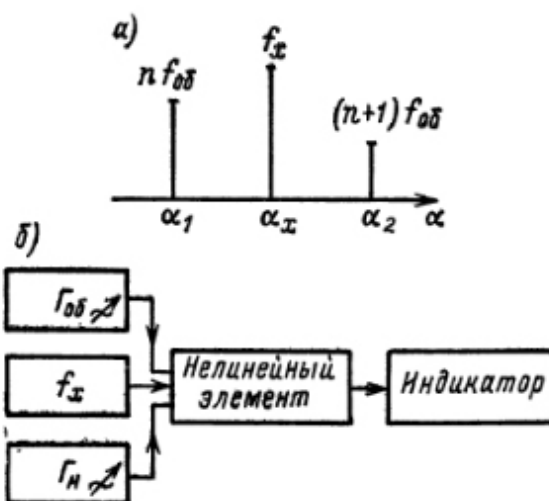 а)
f_x
n f_об
(n+1) f_об
α_1
α_x
α_2
α
б)
Г_об
f_x
Нелинейный
элемент
Индикатор
Г_н